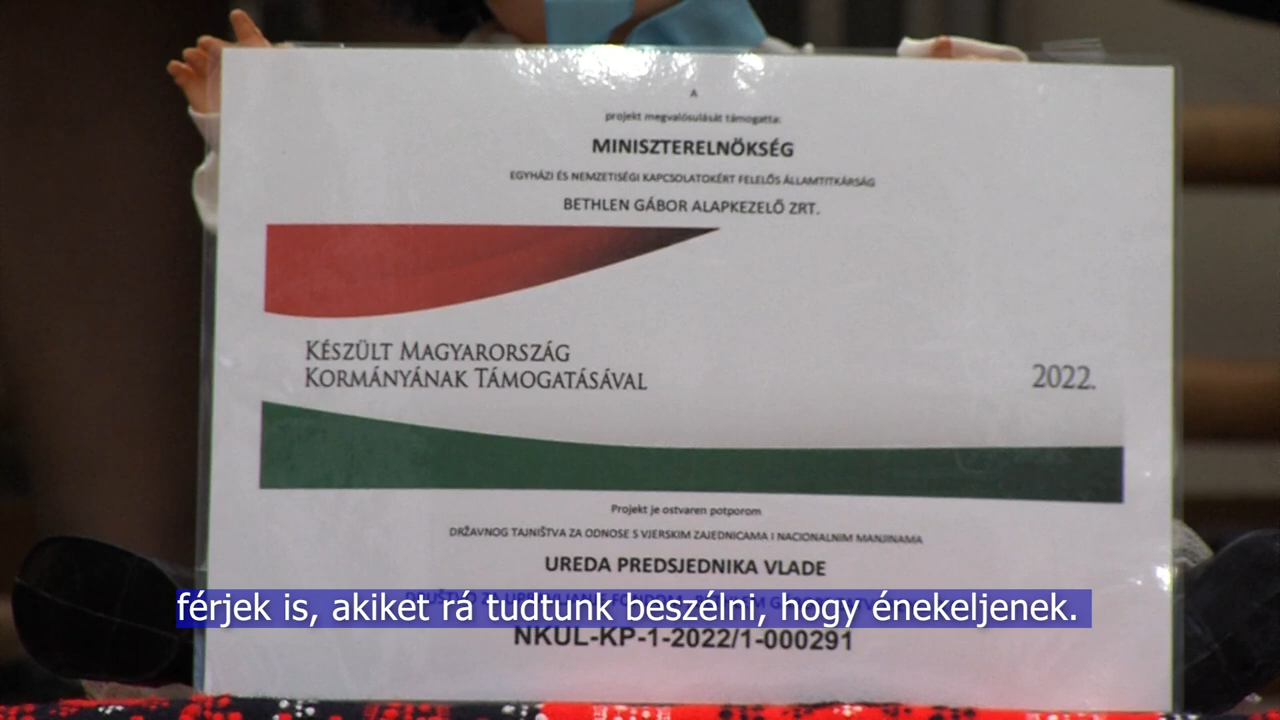 A
projekt megvalósulását támogatta:
MINISZTERELNÖKSÉG
EGYHÁZI ÉS NEMZETISÉGI KAPCSOLATOKÉRT FELELŐS ÁLLAMTITKÁRSÁG
BETHLEN GÁBOR ALAPKEZELŐ ZRT.
KÉSZÜLT MAGYARORSZÁG
KORMÁNYÁNAK TÁMOGATÁSÁVAL
2022.
Projekt je ostvaren potporom
DRŽAVNOG TAJNIŠTVA ZA ODNOSE S VJERSKIM ZAJEDNICAMA I NACIONALNIM MANJINAMA
UREDA PREDSJEDNIKA VLADE
férjek is, akiket rá tudtunk beszélni, hogy énekeljenek.
NKUL-KP-1-2022/1-000291